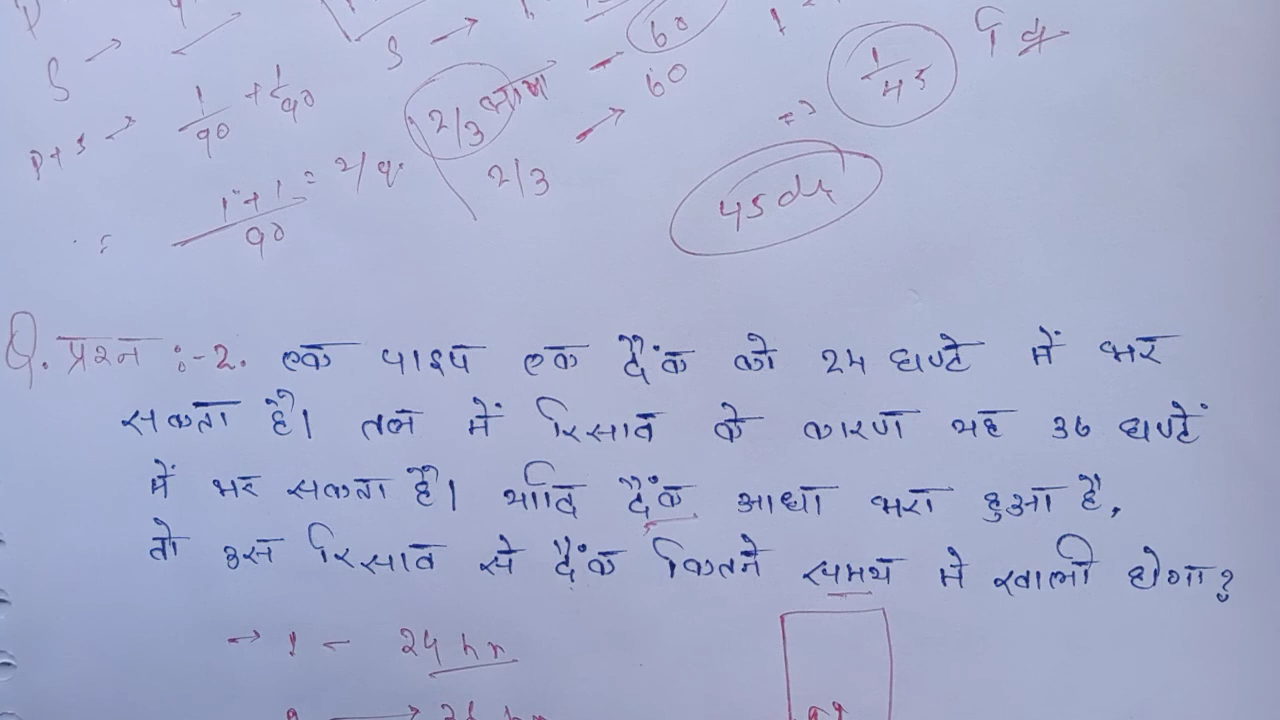 S →
S →
60
P+S → 1/90 + 1/90
2/3 काम
→ 60
2/3
=> 1/45
= 1+1/90 = 2/90
45 days
Q. प्रश्न :-2. एक पाइप एक टैंक को 24 घण्टे में भर
सकता है। तल में रिसाव के कारण यह 36 घण्टें
में भर सकता है। यदि टैंक आधा भरा हुआ है,
तो उस रिसाव से टैंक कितने समय मे खाली होगा?
→ 1 - 24 hr